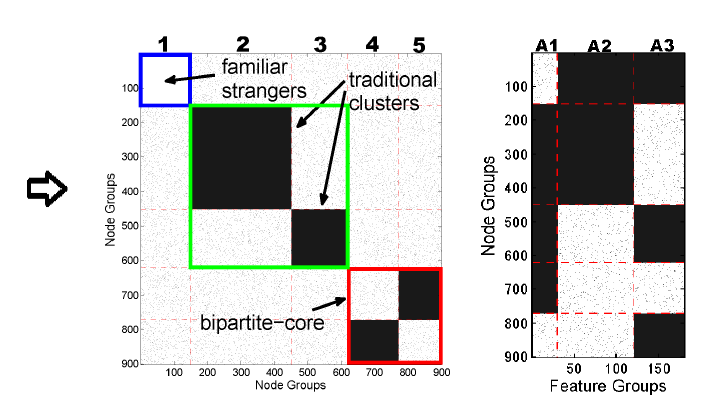 1 2 3 4 5
familiar
strangers
traditional
clusters
bipartite−core
100
200
300
400
500
600
700
800
900
Node Groups
100 200 300 400 500 600 700 800 900
Node Groups
A1 A2 A3
100
200
300
400
500
600
700
800
900
Node Groups
50 100 150
Feature Groups